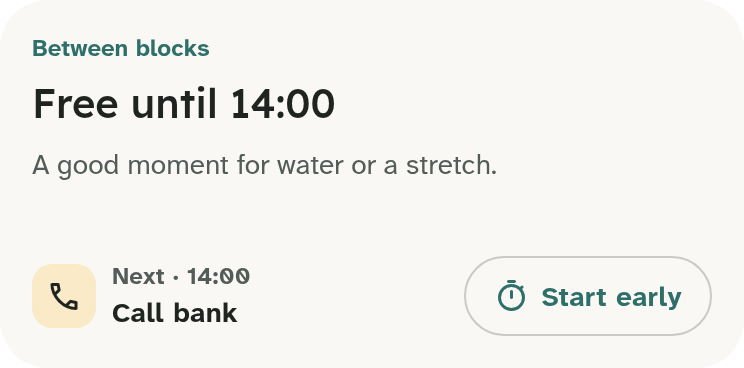 Between blocks
Free until 14:00
A good moment for water or a stretch.
Next · 14:00
Call bank
Start early